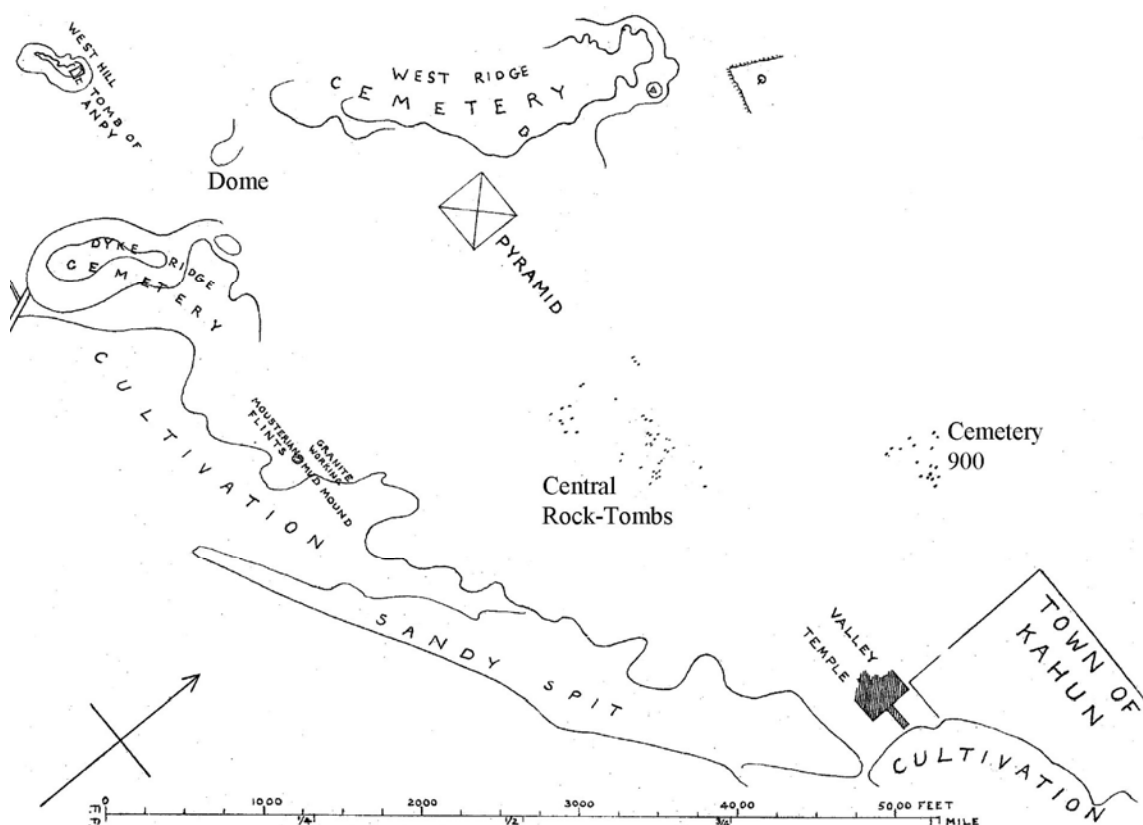 WEST HILL
TOMB OF
ANPY
WEST RIDGE
CEMETERY
Dome
PYRAMID
DYKE RIDGE
CEMETERY
CULTIVATION
MOUSTERIAN
FLINTS
GRANITE
WORKING
MUD MOUND
Central
Rock-Tombs
Cemetery
900
SANDY SPIT
VALLEY
TEMPLE
TOWN OF
KAHUN
CULTIVATION
0 1000 2000 3000 4000 5000 FEET
1/4 1/2 3/4 1 MILE